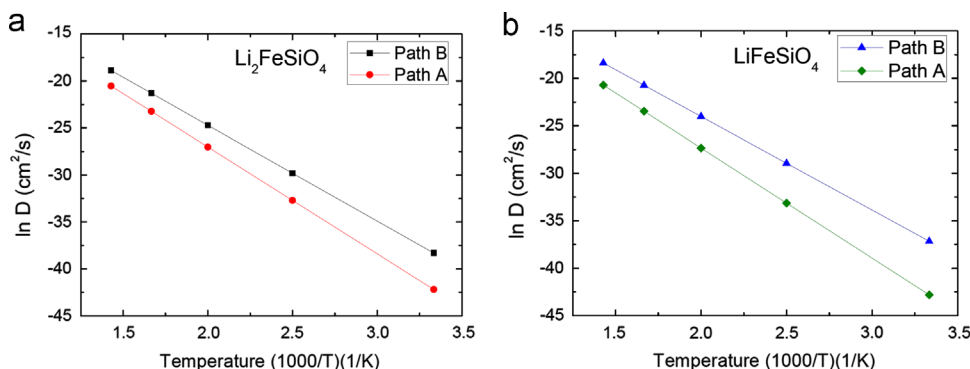 a
Li₂FeSiO₄
Path B
Path A
ln D (cm²/s)
-15
-20
-25
-30
-35
-40
-45
1.5 2.0 2.5 3.0 3.5
Temperature (1000/T)(1/K)
b
LiFeSiO₄
Path B
Path A
ln D (cm²/s)
-15
-20
-25
-30
-35
-40
-45
1.5 2.0 2.5 3.0 3.5
Temperature (1000/T)(1/K)